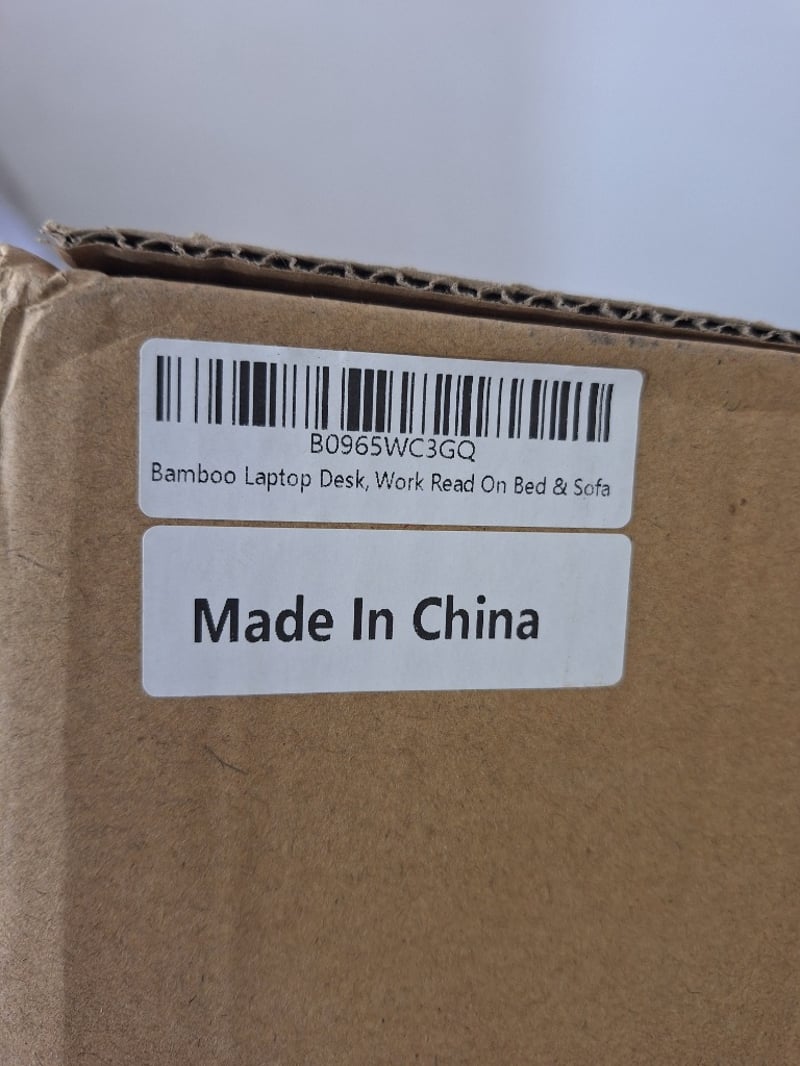 B0965WC3GQ
Bamboo Laptop Desk, Work Read On Bed & Sofa
Made In China